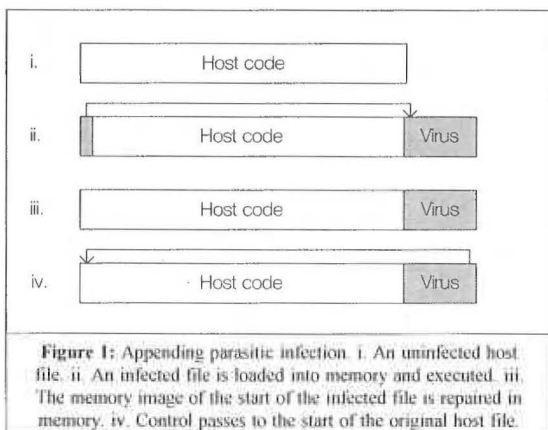 i. Host code
ii. Host code Virus
iii. Host code Virus
iv. Host code Virus
Figure 1: Appending parasitic infection. i. An uninfected host
file. ii. An infected file is loaded into memory and executed. iii.
The memory image of the start of the infected file is repaired in
memory. iv. Control passes to the start of the original host file.